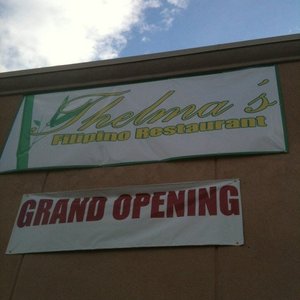 Thelma's
Filipino Restaurant
GRAND OPENING